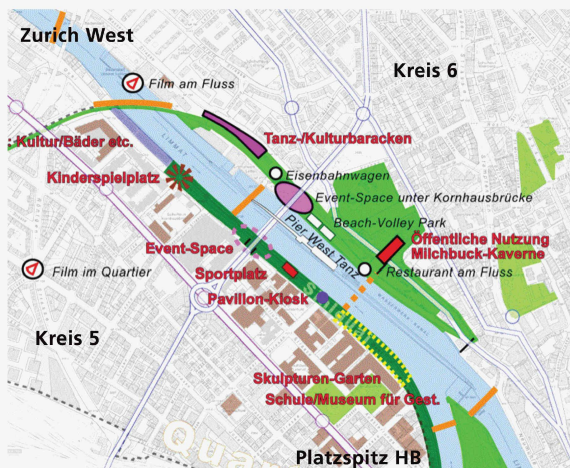 Zurich West
Kreis 6
Film am Fluss
Tanz-/Kulturbaracken
: Kultur/Bäder etc.
LIMMAT
Kinderspielplatz
Eisenbahnwagen
Event-Space unter Kornhausbrücke
Beach-Volley Park
Pier West Tanz
Event-Space
Öffentliche Nutzung
Milchbuck-Kaverne
Film im Quartier
Sportplatz
Restaurant am Fluss
Pavillon-Kiosk
Kreis 5
Skulpturen-Garten
Schule/Museum für Gest.
Platzspitz HB